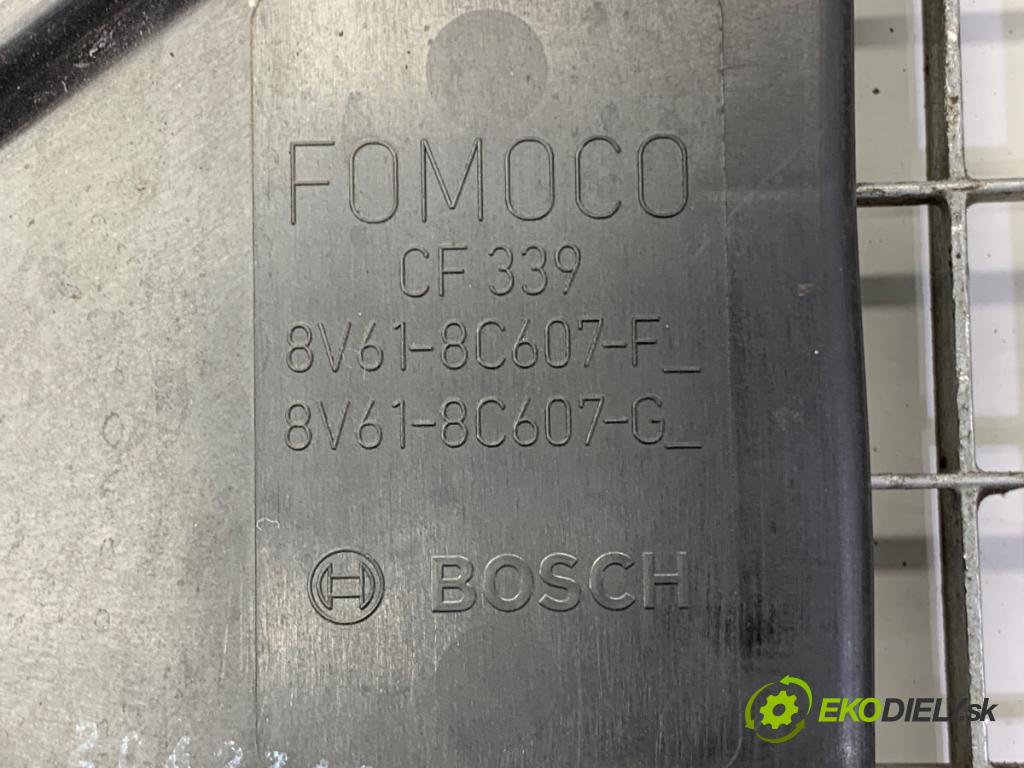 FOMOCO
CF 339
8V61-8C607-F_
8V61-8C607-G_
BOSCH
EKODIELY.sk